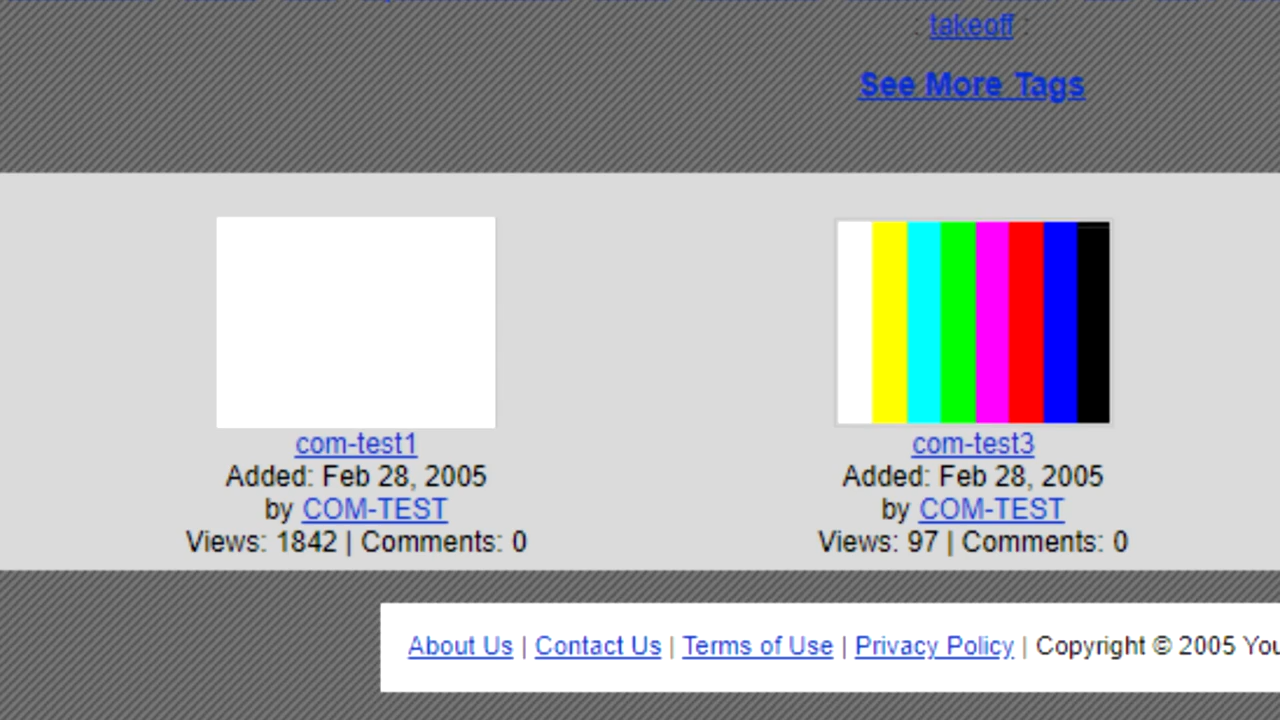 : takeoff :
See More Tags
com-test1
Added: Feb 28, 2005
by COM-TEST
Views: 1842 | Comments: 0
com-test3
Added: Feb 28, 2005
by COM-TEST
Views: 97 | Comments: 0
About Us | Contact Us | Terms of Use | Privacy Policy | Copyright © 2005 You